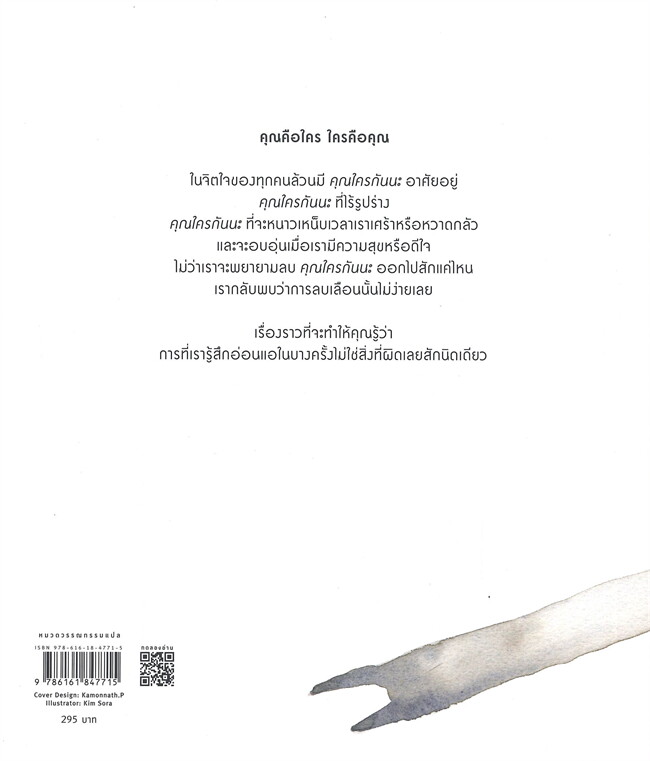 คุณคือใคร ใครคือคุณ
ในจิตใจของทุกคนล้วนมี คุณใครกันนะ อาศัยอยู่
คุณใครกันนะ ที่ไร้รูปร่าง
คุณใครกันนะ ที่จะหนาวเหน็บเวลาเราเศร้าหรือหวาดกลัว
และจะอบอุ่นเมื่อเรามีความสุขหรือดีใจ
ไม่ว่าเราจะพยายามลบ คุณใครกันนะ ออกไปสักแค่ไหน
เรากลับพบว่าการลบเลือนนั้นไม่ง่ายเลย
เรื่องราวที่จะทำให้คุณรู้ว่า
การที่เรารู้สึกอ่อนแอในบางครั้งไม่ใช่สิ่งที่ผิดเลยสักนิดเดียว
หมวดวรรณกรรมแปล
ISBN 978-616-18-4771-5
ทดลองอ่าน
9 786161 847715
Cover Design: Kamonnath.P
Illustrator: Kim Sora
295 บาท